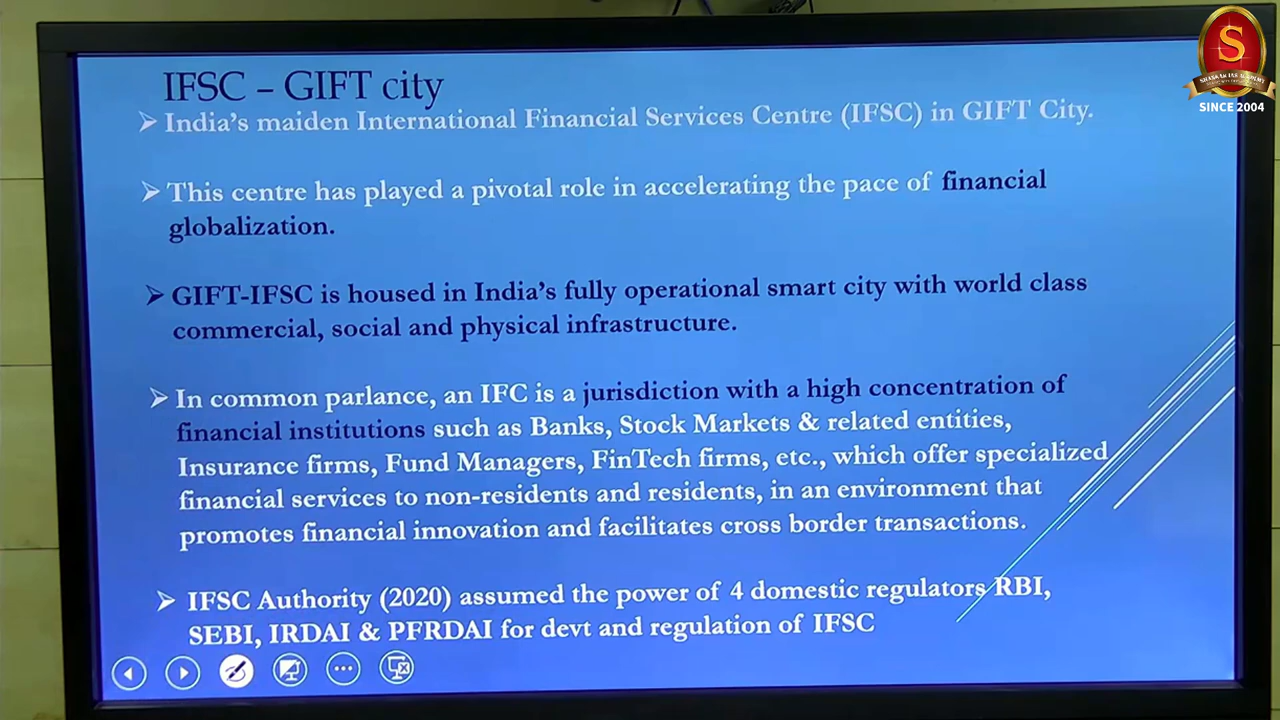 IFSC – GIFT city
➢ India's maiden International Financial Services Centre (IFSC) in GIFT City.
➢ This centre has played a pivotal role in accelerating the pace of financial
globalization.
➢ GIFT-IFSC is housed in India's fully operational smart city with world class
commercial, social and physical infrastructure.
➢ In common parlance, an IFC is a jurisdiction with a high concentration of
financial institutions such as Banks, Stock Markets & related entities,
Insurance firms, Fund Managers, FinTech firms, etc., which offer specialized
financial services to non-residents and residents, in an environment that
promotes financial innovation and facilitates cross border transactions.
➢ IFSC Authority (2020) assumed the power of 4 domestic regulators RBI,
SEBI, IRDAI & PFRDAI for devt and regulation of IFSC
S
SHANKAR IAS ACADEMY
SINCE 2004